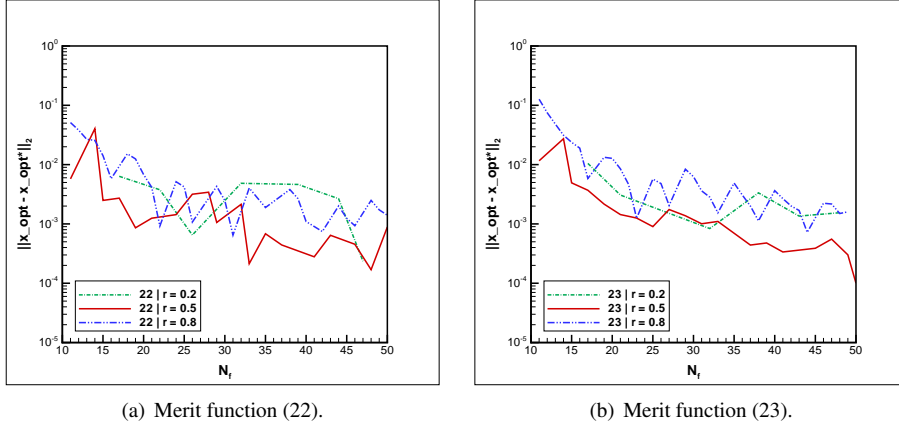 10^0
10^-1
10^-2
10^-3
10^-4
10^-5
||x_opt - x_opt*||_2
22 | r = 0.2
22 | r = 0.5
22 | r = 0.8
10 15 20 25 30 35 40 45 50
N_f
(a) Merit function (22).
10^0
10^-1
10^-2
10^-3
10^-4
10^-5
||x_opt - x_opt*||_2
23 | r = 0.2
23 | r = 0.5
23 | r = 0.8
10 15 20 25 30 35 40 45 50
N_f
(b) Merit function (23).